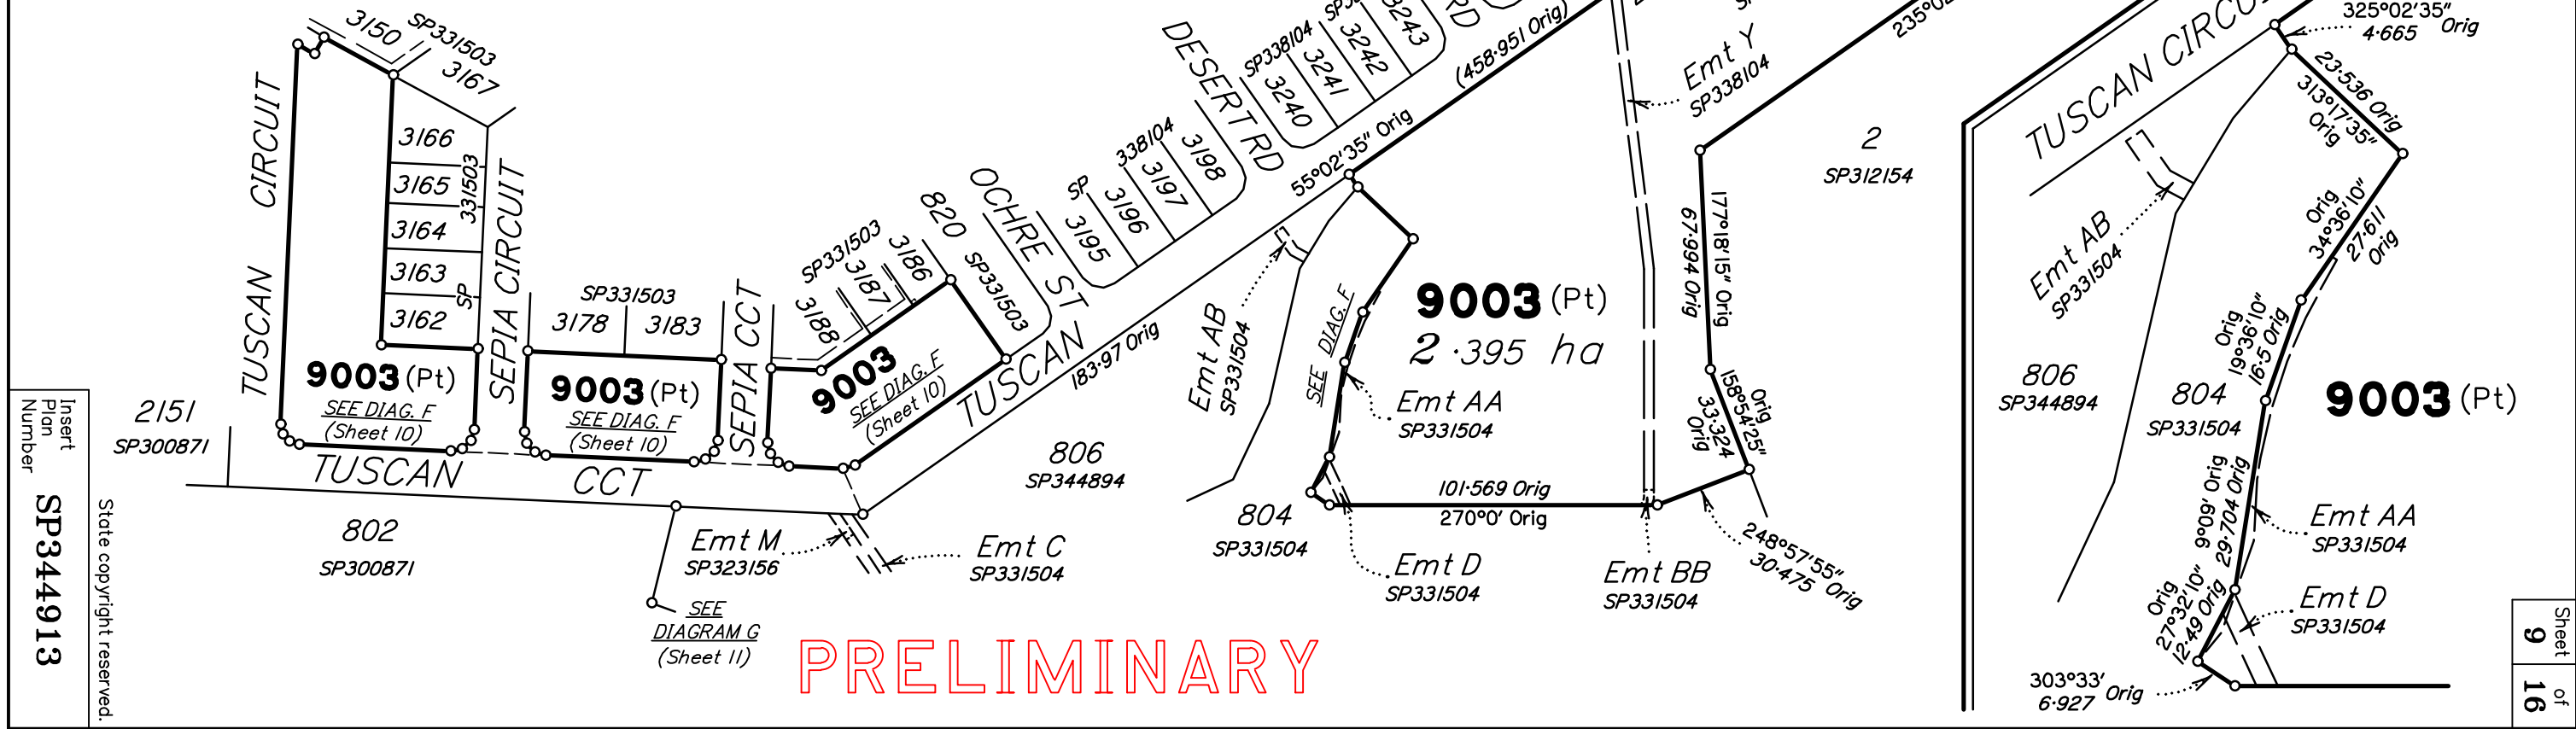 3150
SP331503
3167
TUSCAN CIRCUIT
3166
3165
3164
3163
3162
SP 331503
SEPIA CIRCUIT
9003 (Pt)
SEE DIAG. F
(Sheet 10)
SP331503
3178
3183
9003 (Pt)
SEE DIAG. F
(Sheet 10)
SEPIA CCT
SP331503
3188
3187
3186
820
SP331503
9003
SEE DIAG. F
(Sheet 10)
OCHRE ST
TUSCAN
183·97 Orig
TUSCAN CCT
2151
SP300871
802
SP300871
Emt M
SP323156
Emt C
SP331504
SEE
DIAGRAM G
(Sheet 11)
806
SP344894
SP 338104
3195
3196
3197
3198
DESERT RD
SP338104
3240
3241
3242
3243
RD
(458·951 Orig)
55°02'35" Orig
Emt AB
SP331504
SEE DIAG. F
9003 (Pt)
2·395 ha
Emt AA
SP331504
101·569 Orig
270°0' Orig
804
SP331504
Emt D
SP331504
Emt BB
SP331504
248°57'55"
30·475 Orig
Emt Y
SP338104
177°18'15" Orig
67·994 Orig
158°54'25" Orig
33·324 Orig
2
SP312154
TUSCAN
325°02'35"
4·665 Orig
23·536 Orig
313°17'35" Orig
34°36'10" Orig
27·611 Orig
Emt AB
SP331504
19°36'10" Orig
16·5 Orig
806
SP344894
804
SP331504
9003 (Pt)
9°09' Orig
29·704 Orig
Emt AA
SP331504
27°32'10" Orig
12·49 Orig
Emt D
SP331504
303°33'
6·927 Orig
PRELIMINARY
Insert
Plan
Number
SP344913
State copyright reserved.
Sheet
9
of
16